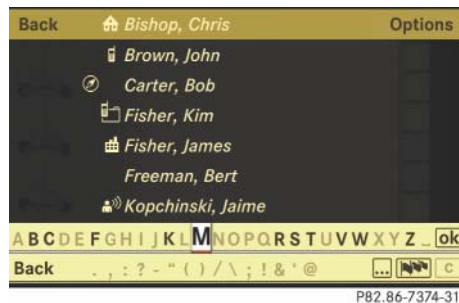 Back Bishop, Chris Options
Brown, John
Carter, Bob
Fisher, Kim
Fisher, James
Freeman, Bert
Kopchinski, Jaime
A B C D E F G H I J K L M N O P Q R S T U V W X Y Z _ ok
Back . , : ? - " ( ) / \ ; ! & ' @ ... C
P82.86-7374-31